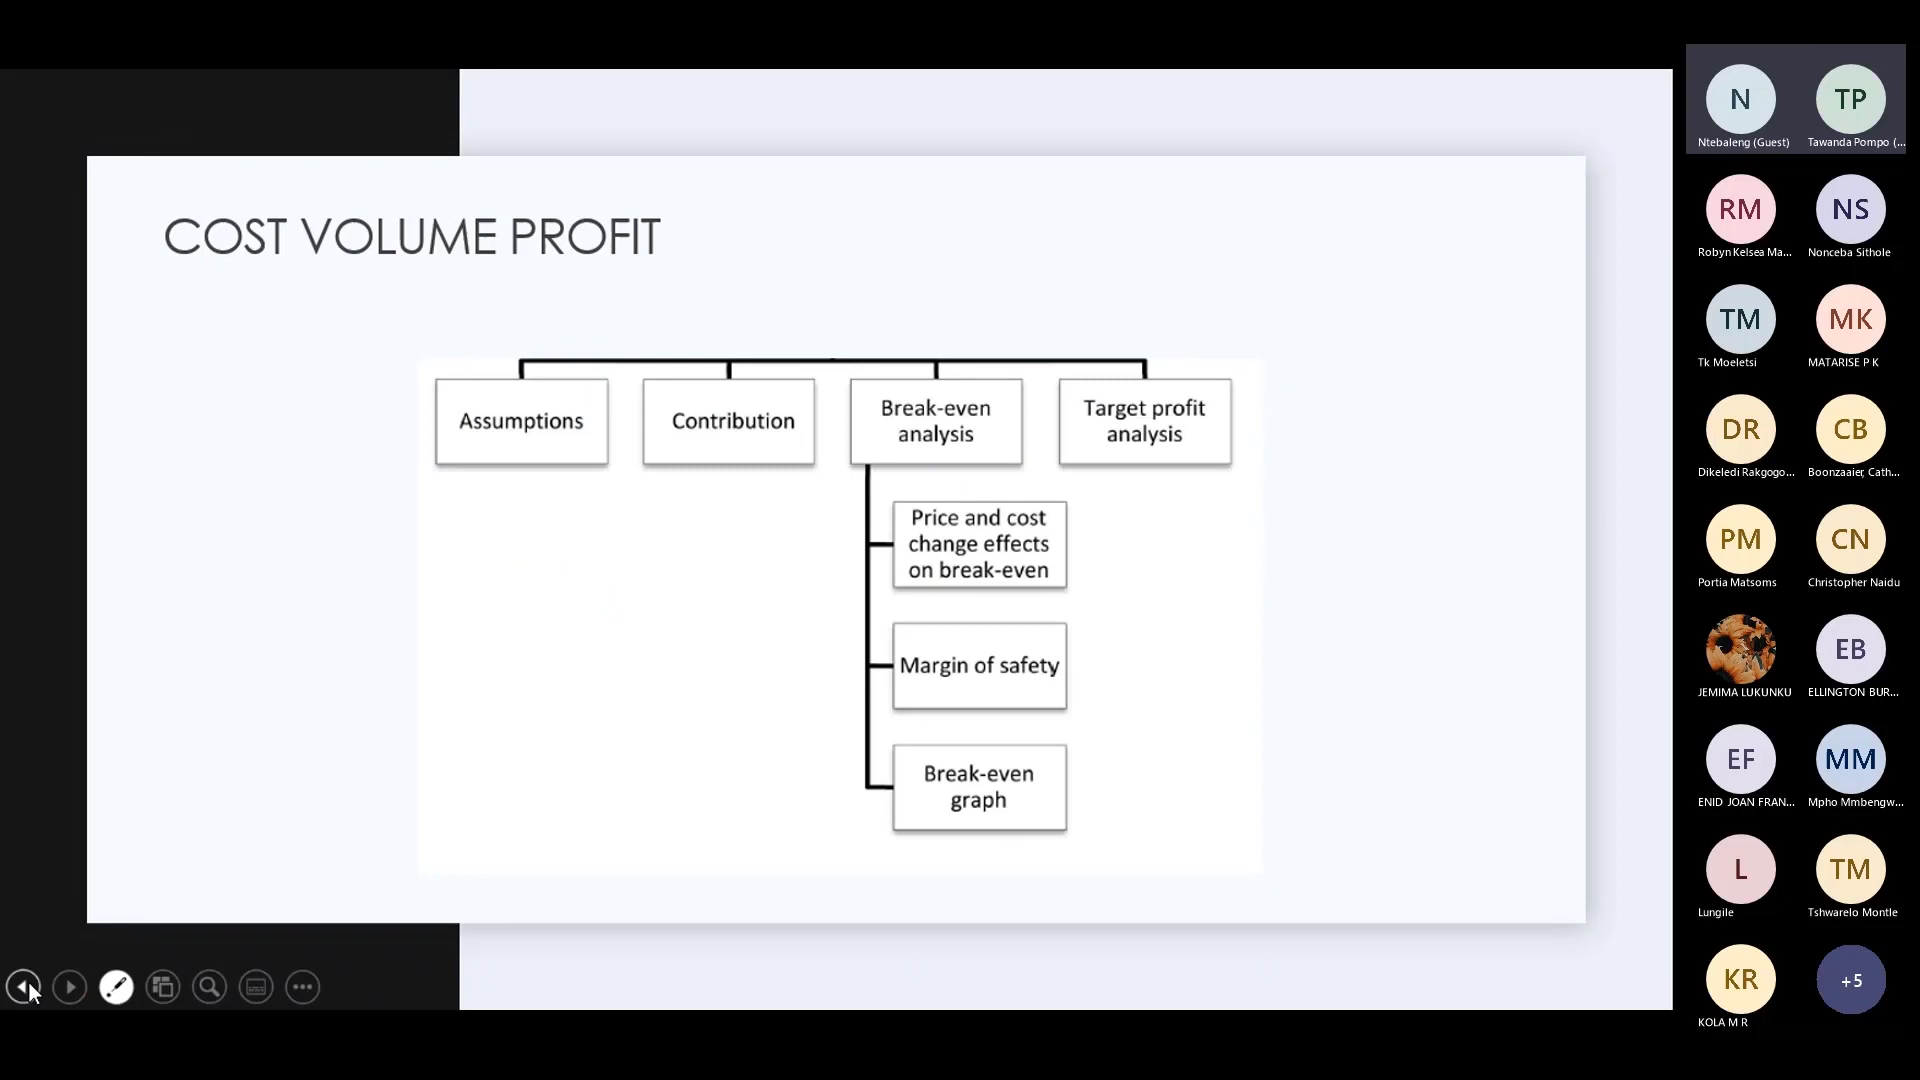 COST VOLUME PROFIT
Assumptions
Contribution
Break-even
analysis
Target profit
analysis
Price and cost
change effects
on break-even
Margin of safety
Break-even
graph
N
Ntebaleng (Guest)
TP
Tawanda Pompo (...
RM
Robyn Kelsea Ma...
NS
Nonceba Sithole
TM
Tk Moeletsi
MK
MATARISE P K
DR
Dikeledi Rakgogo...
CB
Boonzaaier, Cath...
PM
Portia Matsoms
CN
Christopher Naidu
JEMIMA LUKUNKU
EB
ELLINGTON BUR...
EF
ENID JOAN FRAN...
MM
Mpho Mmbengw...
L
Lungile
TM
Tshwarelo Montle
KR
KOLA M R
+5